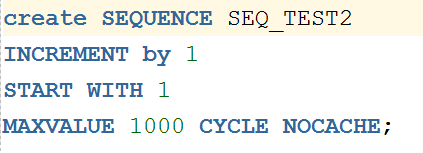 create SEQUENCE SEQ_TEST2
INCREMENT by 1
START WITH 1
MAXVALUE 1000 CYCLE NOCACHE;